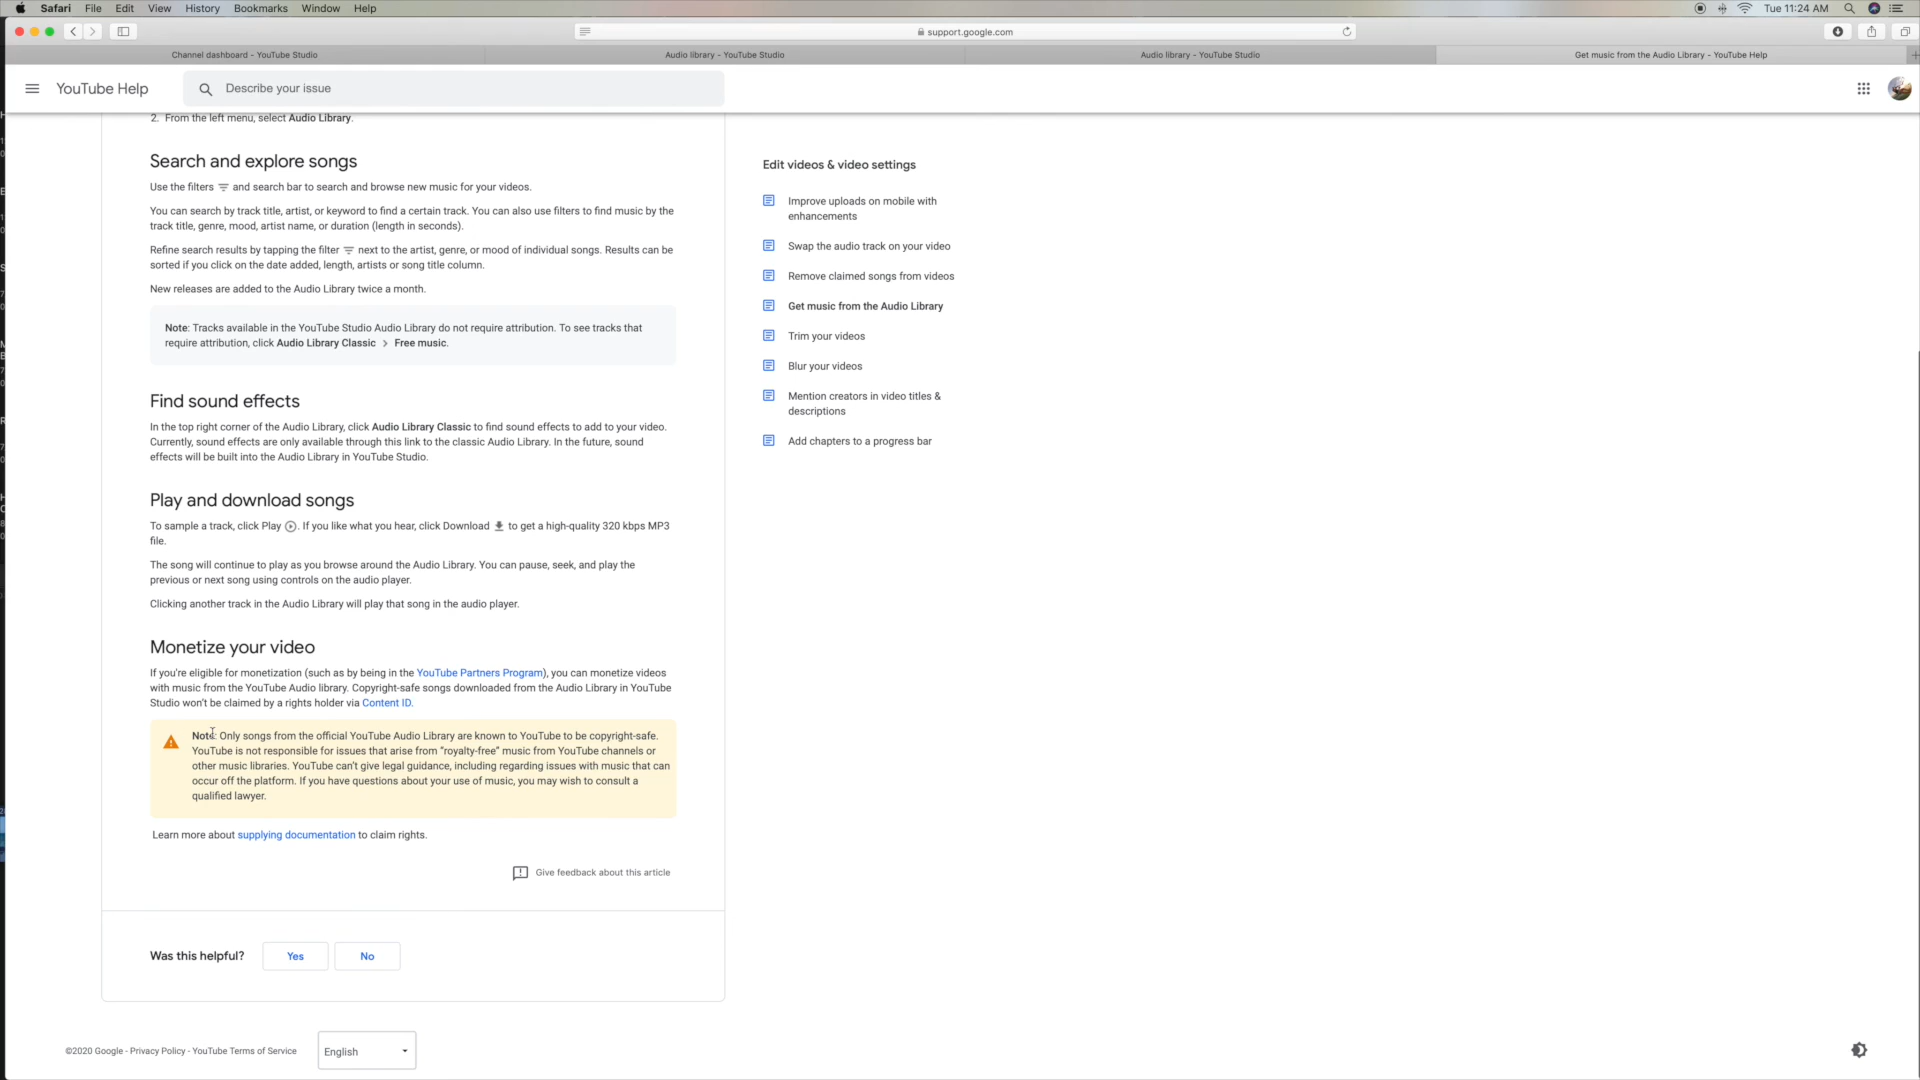 Safari File Edit View History Bookmarks Window Help
Tue 11:24 AM
support.google.com
Channel dashboard - YouTube Studio
Audio library - YouTube Studio
Audio library - YouTube Studio
Get music from the Audio Library - YouTube Help
YouTube Help
Describe your issue
2. From the left menu, select Audio Library.
Search and explore songs
Use the filters and search bar to search and browse new music for your videos.
You can search by track title, artist, or keyword to find a certain track. You can also use filters to find music by the
track title, genre, mood, artist name, or duration (length in seconds).
Refine search results by tapping the filter next to the artist, genre, or mood of individual songs. Results can be
sorted if you click on the date added, length, artists or song title column.
New releases are added to the Audio Library twice a month.
Note: Tracks available in the YouTube Studio Audio Library do not require attribution. To see tracks that
require attribution, click Audio Library Classic > Free music.
Find sound effects
In the top right corner of the Audio Library, click Audio Library Classic to find sound effects to add to your video.
Currently, sound effects are only available through this link to the classic Audio Library. In the future, sound
effects will be built into the Audio Library in YouTube Studio.
Play and download songs
To sample a track, click Play. If you like what you hear, click Download to get a high-quality 320 kbps MP3
file.
The song will continue to play as you browse around the Audio Library. You can pause, seek, and play the
previous or next song using controls on the audio player.
Clicking another track in the Audio Library will play that song in the audio player.
Monetize your video
If you're eligible for monetization (such as by being in the YouTube Partners Program), you can monetize videos
with music from the YouTube Audio library. Copyright-safe songs downloaded from the Audio Library in YouTube
Studio won't be claimed by a rights holder via Content ID.
Note: Only songs from the official YouTube Audio Library are known to YouTube to be copyright-safe.
YouTube is not responsible for issues that arise from “royalty-free” music from YouTube channels or
other music libraries. YouTube can't give legal guidance, including regarding issues with music that can
occur off the platform. If you have questions about your use of music, you may wish to consult a
qualified lawyer.
Learn more about supplying documentation to claim rights.
Give feedback about this article
Was this helpful? Yes No
©2020 Google - Privacy Policy - YouTube Terms of Service
English
Edit videos & video settings
Improve uploads on mobile with
enhancements
Swap the audio track on your video
Remove claimed songs from videos
Get music from the Audio Library
Trim your videos
Blur your videos
Mention creators in video titles &
descriptions
Add chapters to a progress bar